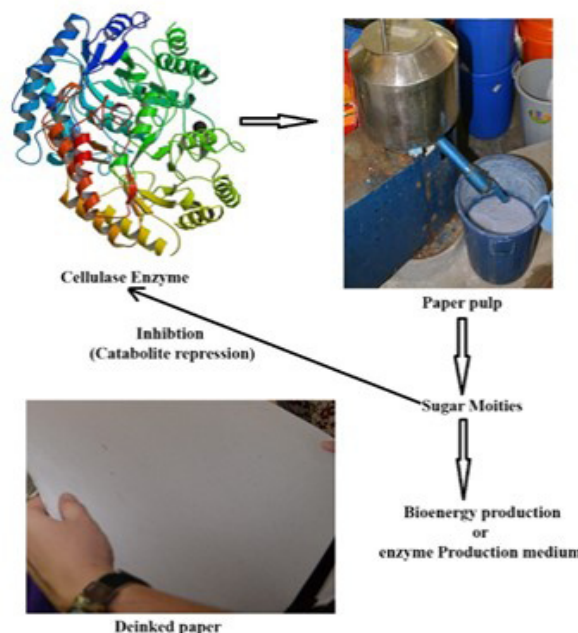 Cellulase Enzyme
Paper pulp
Inhibtion
(Catabolite repression)
Sugar Moities
Bioenergy production
or
enzyme Production medium
Deinked paper